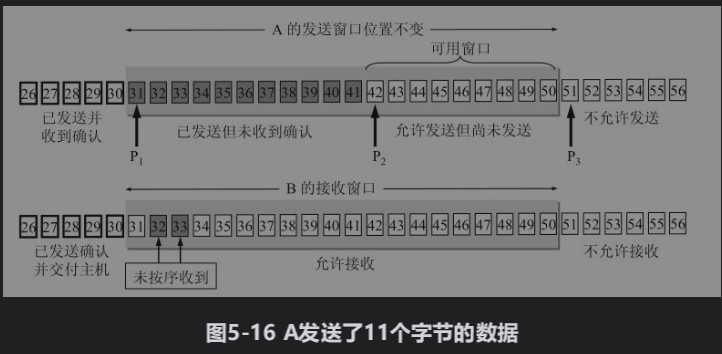 A 的发送窗口位置不变
可用窗口
26 27 28 29 30 31 32 33 34 35 36 37 38 39 40 41 42 43 44 45 46 47 48 49 50 51 52 53 54 55 56
已发送并
收到确认
已发送但未收到确认
允许发送但尚未发送
不允许发送
P1
P2
P3
B 的接收窗口
26 27 28 29 30 31 32 33 34 35 36 37 38 39 40 41 42 43 44 45 46 47 48 49 50 51 52 53 54 55 56
已发送确认
并交付主机
未按序收到
允许接收
不允许接收
图5-16 A发送了11个字节的数据